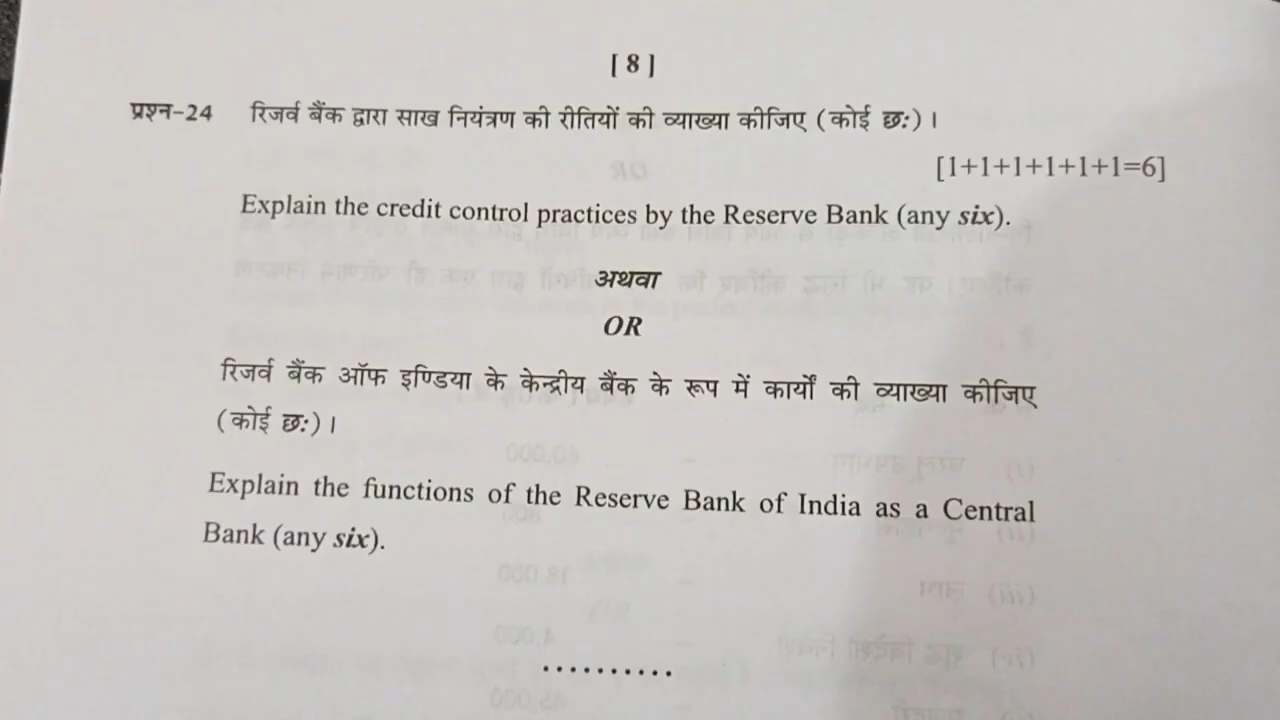 [ 8 ]
प्रश्न-24 रिजर्व बैंक द्वारा साख नियंत्रण की रीतियों की व्याख्या कीजिए (कोई छः) ।
[1+1+1+1+1+1=6]
Explain the credit control practices by the Reserve Bank (any six).
अथवा
OR
रिजर्व बैंक ऑफ इण्डिया के केन्द्रीय बैंक के रूप में कार्यों की व्याख्या कीजिए
(कोई छः) ।
Explain the functions of the Reserve Bank of India as a Central
Bank (any six).
..........